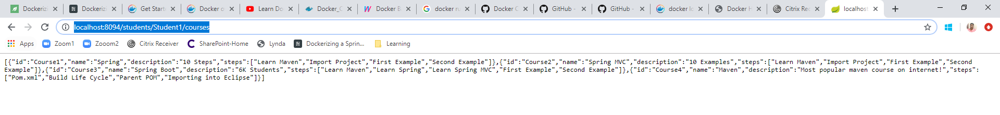 Dockerizi
Dockerizi
Get Start
Docker o
Learn Do
Docker_C
Docker B
docker ru
Docker C
GitHub -
GitHub -
docker lo
Docker H
Citrix Rec
localhost
localhost:8094/students/Student1/courses
Apps Zoom1 Zooom2 Citrix Receiver SharePoint-Home Lynda Dockerizing a Sprin... Learning
[{"id":"Course1","name":"Spring","description":"10 Steps","steps":["Learn Maven","Import Project","First Example","Second Example"]},{"id":"Course2","name":"Spring MVC","description":"10 Examples","steps":["Learn Maven","Import Project","First Example","Second
Example"]},{"id":"Course3","name":"Spring Boot","description":"6K Students","steps":["Learn Maven","Learn Spring","Learn Spring MVC","First Example","Second Example"]},{"id":"Course4","name":"Maven","description":"Most popular maven course on internet!","steps":
["Pom.xml","Build Life Cycle","Parent POM","Importing into Eclipse"]}]